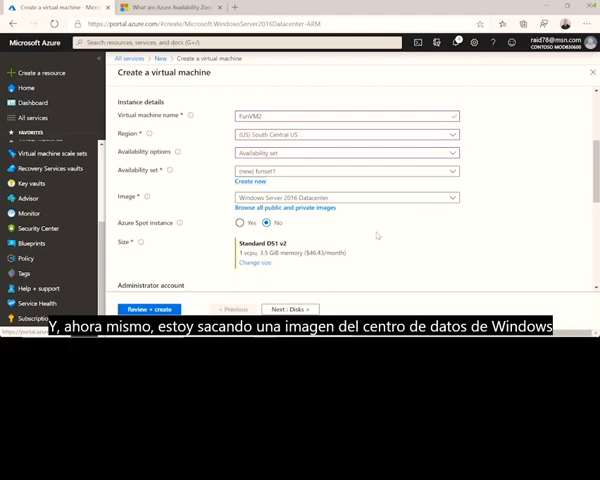 Create a virtual machine - Micros
What are Azure Availability Zon
https://portal.azure.com/#create/Microsoft.WindowsServer2016Datacenter-ARM
Microsoft Azure
Search resources, services, and docs (G+/)
raid78@msn.com
Create a resource
Home
Dashboard
All services
FAVORITES
Virtual machine scale sets
Recovery Services vaults
Key vaults
Advisor
Monitor
Security Center
Blueprints
Policy
Tags
Help + support
Service Health
Subscription
All services > New > Create a virtual machine
Create a virtual machine
Instance details
Virtual machine name *
FunVM2
Region *
(US) South Central US
Availability options
Availability set
Availability set *
(new) funset1
Create new
Image *
Windows Server 2016 Datacenter
Browse all public and private images
Azure Spot instance
Yes No
Size *
Standard DS1 v2
1 vcpu, 3.5 GiB memory ($46.43/month)
Change size
Administrator account
Review + create
< Previous
Next : Disks >
https://portal.az
Y, ahora mismo, estoy sacando una imagen del centro de datos de Windows